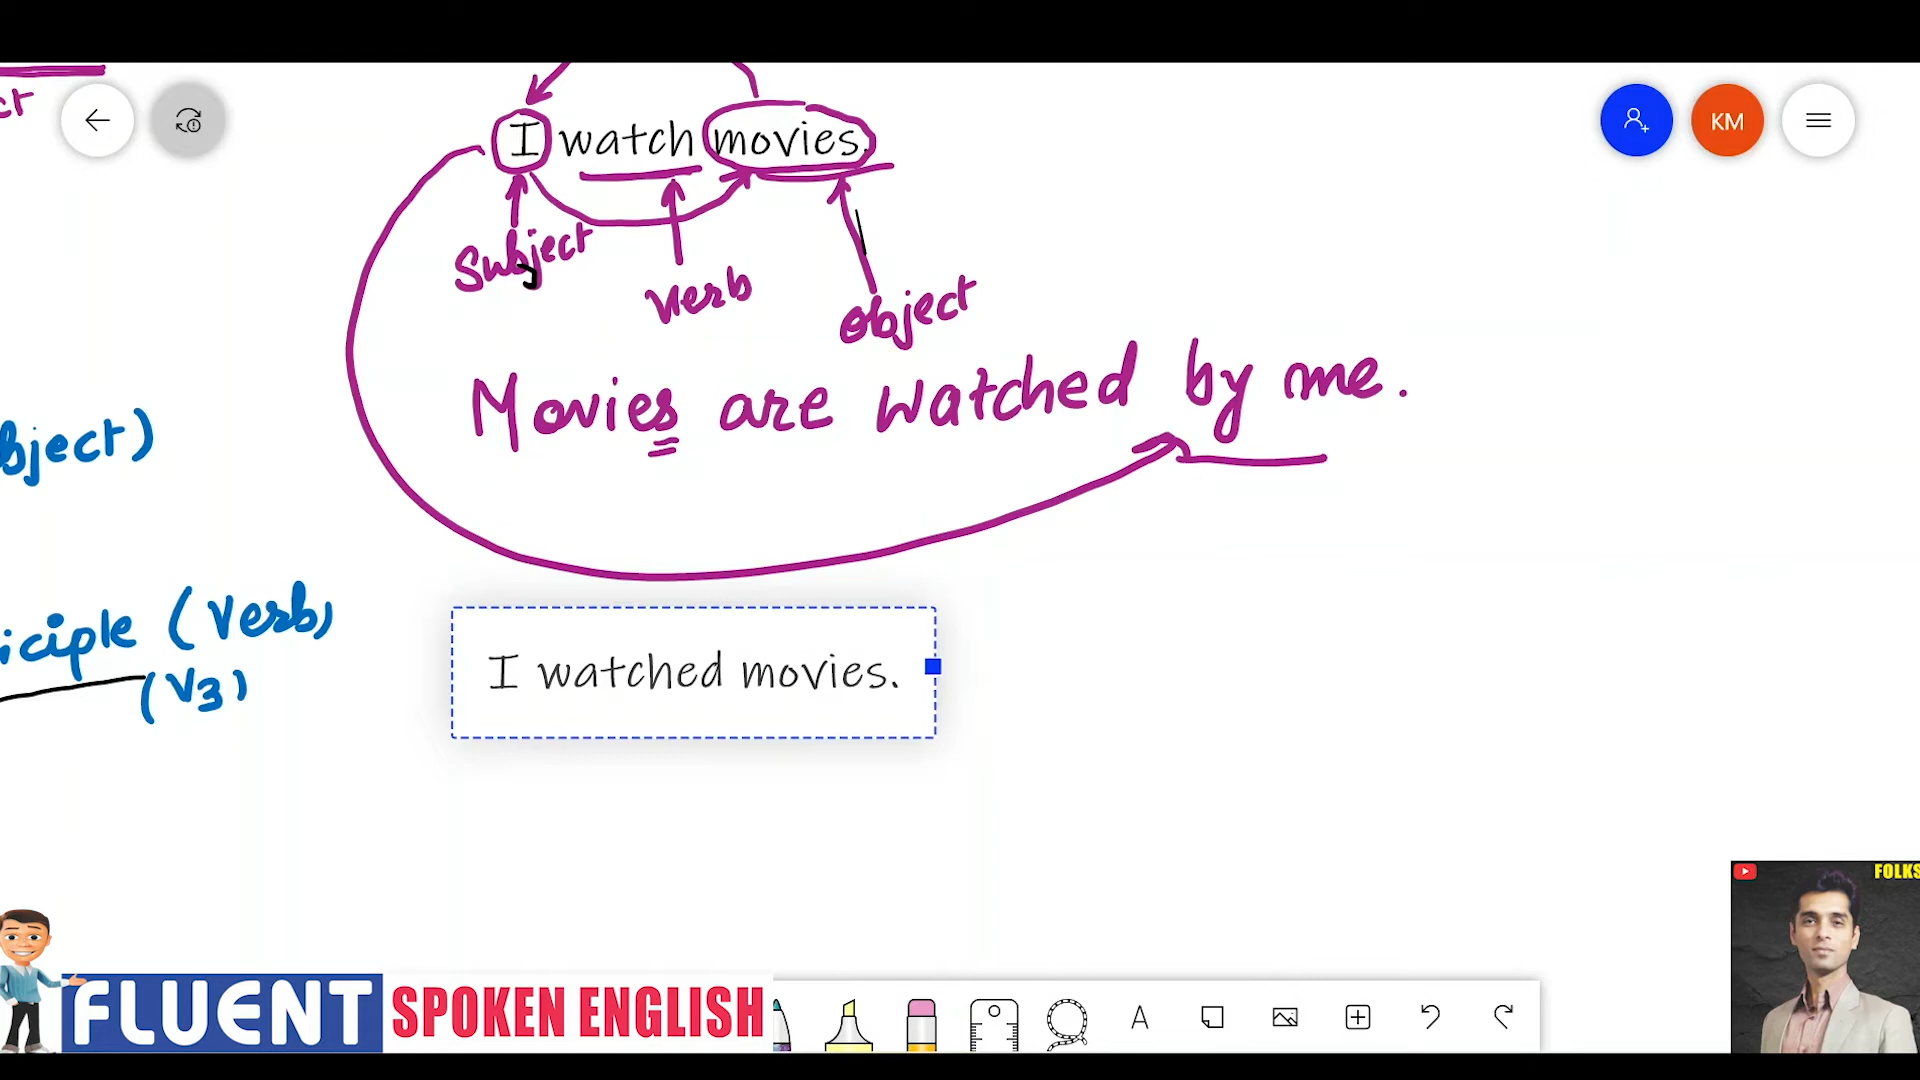 ct
KM
I watch movies.
Subject
Verb
object
Movies are watched by me.
bject)
iciple (Verb)
(V3)
I watched movies.
FOLKS
FLUENT SPOKEN ENGLISH
A